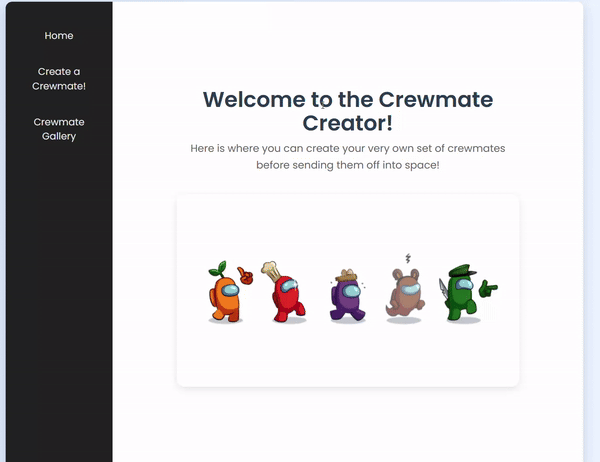 Home
Create a
Crewmate!
Crewmate
Gallery
Welcome to the Crewmate
Creator!
Here is where you can create your very own set of crewmates
before sending them off into space!